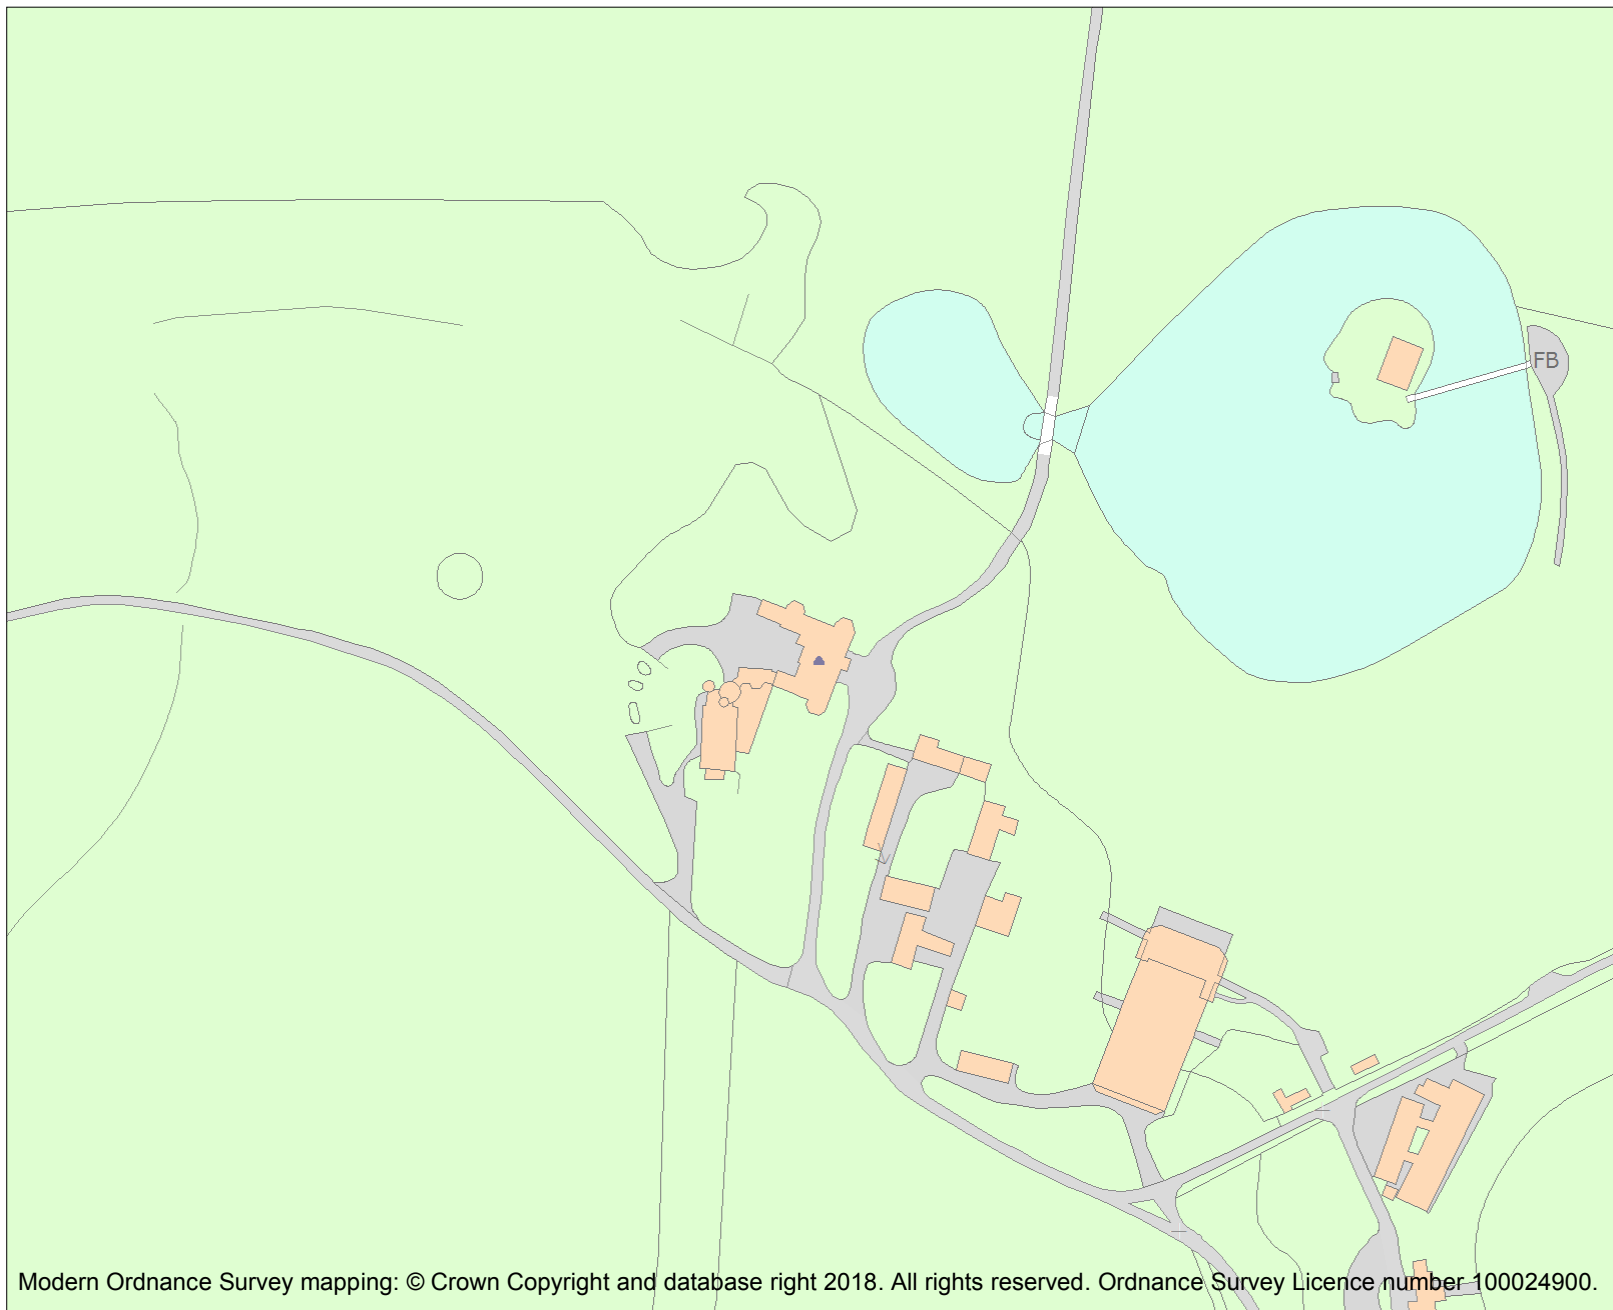 FB
Modern Ordnance Survey mapping: © Crown Copyright and database right 2018. All rights reserved. Ordnance Survey Licence number 100024900.